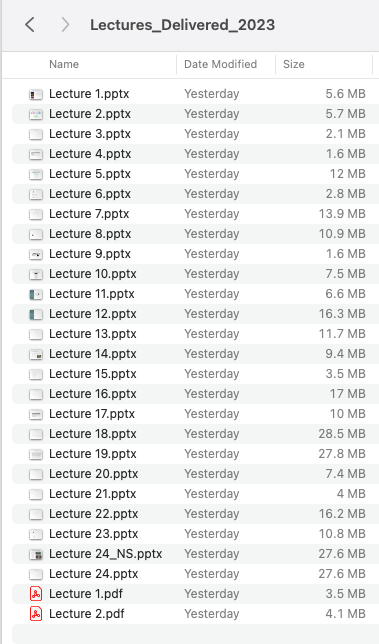 Lectures_Delivered_2023
Name Date Modified Size
Lecture 1.pptx Yesterday 5.6 MB
Lecture 2.pptx Yesterday 5.7 MB
Lecture 3.pptx Yesterday 2.1 MB
Lecture 4.pptx Yesterday 1.6 MB
Lecture 5.pptx Yesterday 12 MB
Lecture 6.pptx Yesterday 2.8 MB
Lecture 7.pptx Yesterday 13.9 MB
Lecture 8.pptx Yesterday 10.9 MB
Lecture 9.pptx Yesterday 1.6 MB
Lecture 10.pptx Yesterday 7.5 MB
Lecture 11.pptx Yesterday 6.6 MB
Lecture 12.pptx Yesterday 16.3 MB
Lecture 13.pptx Yesterday 11.7 MB
Lecture 14.pptx Yesterday 9.4 MB
Lecture 15.pptx Yesterday 3.5 MB
Lecture 16.pptx Yesterday 17 MB
Lecture 17.pptx Yesterday 10 MB
Lecture 18.pptx Yesterday 28.5 MB
Lecture 19.pptx Yesterday 27.8 MB
Lecture 20.pptx Yesterday 7.4 MB
Lecture 21.pptx Yesterday 4 MB
Lecture 22.pptx Yesterday 16.2 MB
Lecture 23.pptx Yesterday 10.8 MB
Lecture 24_NS.pptx Yesterday 27.6 MB
Lecture 24.pptx Yesterday 27.6 MB
Lecture 1.pdf Yesterday 3.5 MB
Lecture 2.pdf Yesterday 4.1 MB